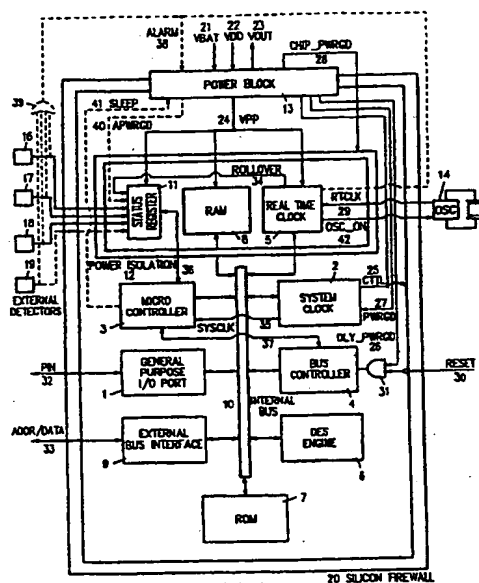 21 22 23
ALARM VBAT VDD VOUT
38
CHIP_PWRGD
28
POWER BLOCK
13
39
41 SLEEP
40 APWRGD
24 VPP
16
17
18
19
EXTERNAL
DETECTORS
11
STATUS
REGISTER
ROLLOVER
34
RAM
8
REAL TIME
CLOCK
5
RTCLK
29
OSC_ON
42
14
OSC
POWER ISOLATION
12
36
2
25
MICRO
CONTROLLER
3
SYSTEM
CLOCK
CTTL
27
PWRGD
SYSCLK
35
37
DLY_PWRGD
26
PIN
32
GENERAL
PURPOSE
I/O PORT
1
10
INTERNAL
BUS
BUS
CONTROLLER
4
31
RESET
30
ADDR/DATA
33
EXTERNAL
BUS INTERFACE
9
DES
ENGINE
6
ROM
7
20 SILICON FIREWALL